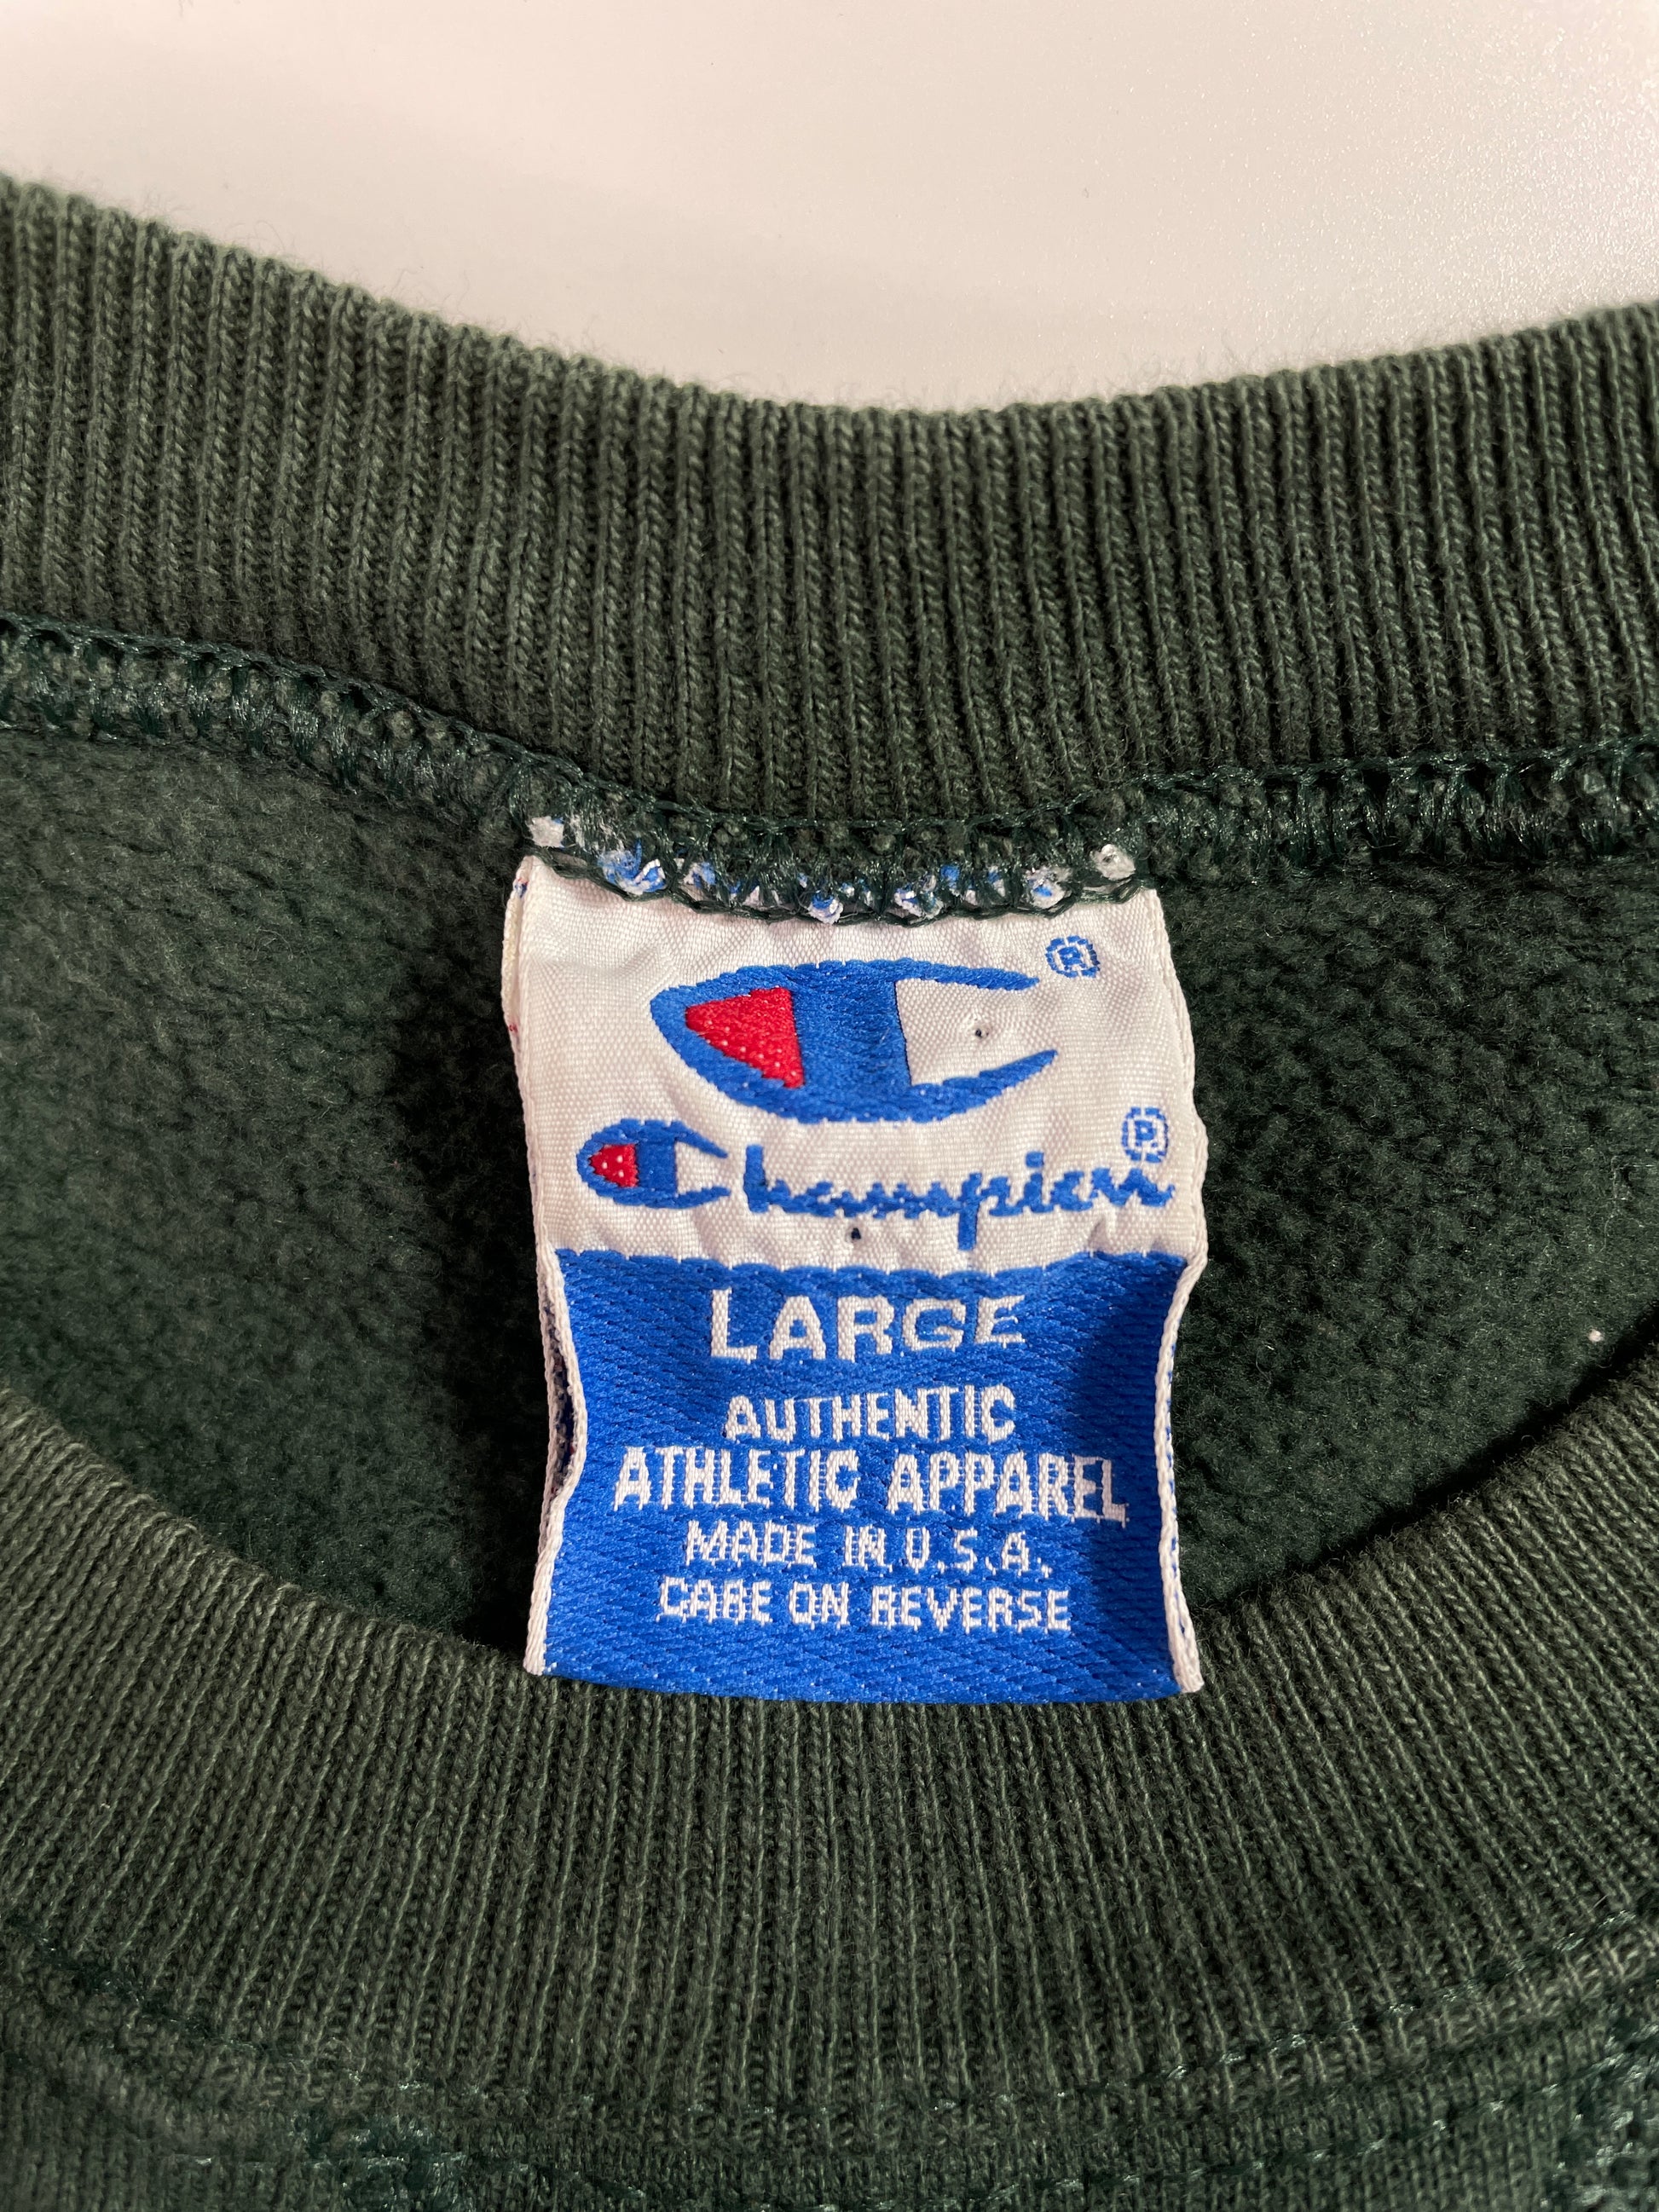 ®
Champion®
LARGE
AUTHENTIC
ATHLETIC APPAREL
MADE IN U.S.A.
CARE ON REVERSE